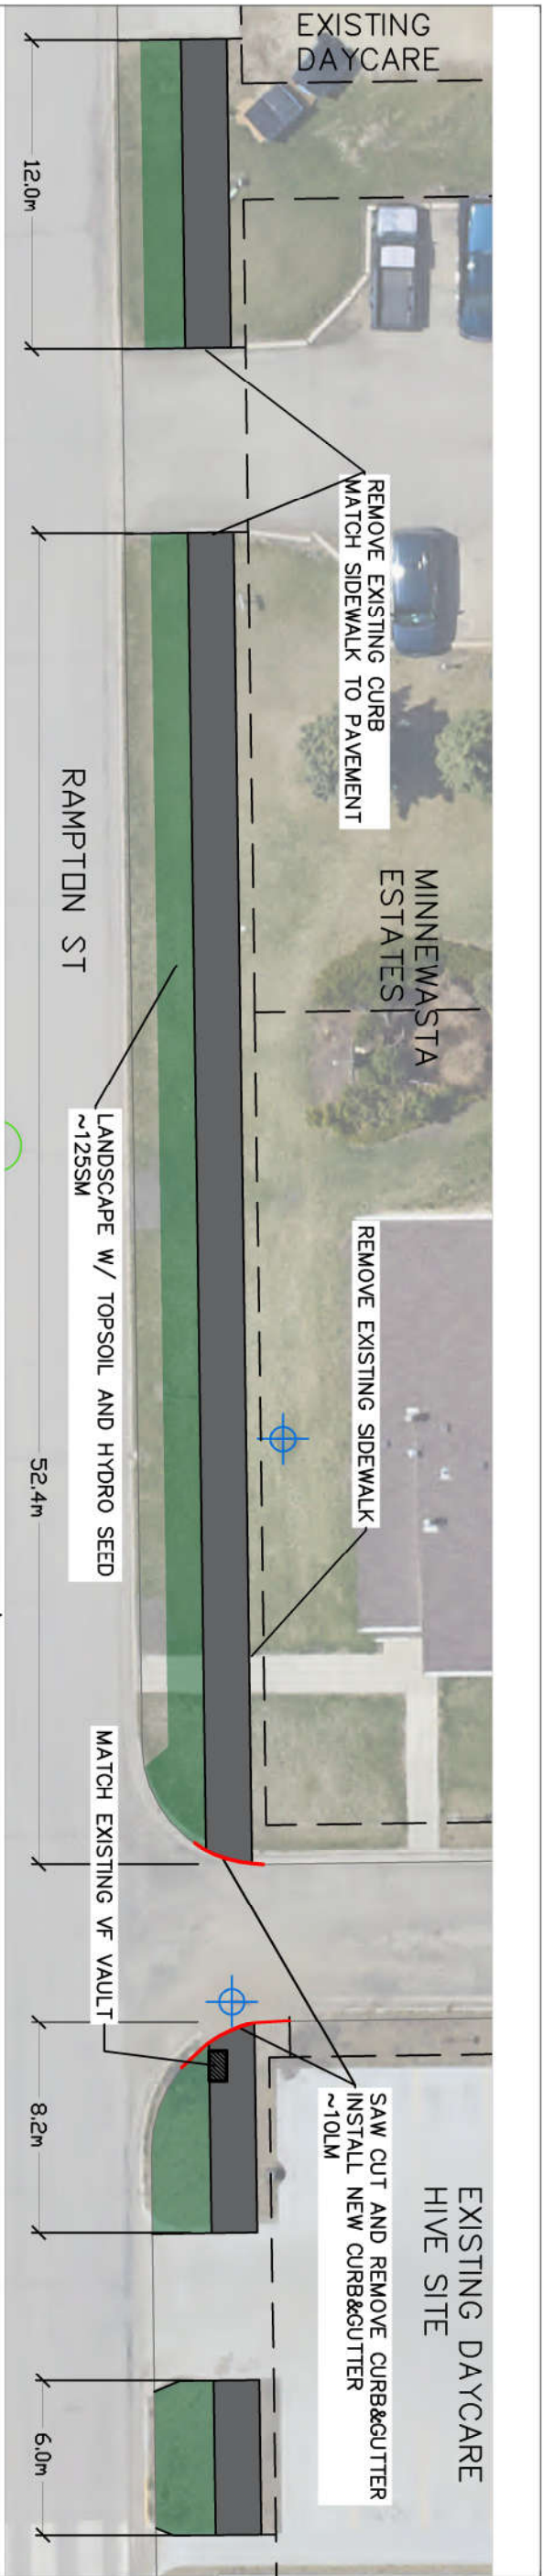 EXISTING
DAYCARE
12.0m
REMOVE EXISTING CURB
MATCH SIDEWALK TO PAVEMENT
RAMPTON ST
MINNEWASTA
ESTATES
LANDSCAPE W/ TOPSOIL AND HYDRO SEED
~125SM
REMOVE EXISTING SIDEWALK
52.4m
MATCH EXISTING VF VAULT
SAW CUT AND REMOVE CURB&GUTTER
INSTALL NEW CURB&GUTTER
~10LM
8.2m
EXISTING DAYCARE
HIVE SITE
6.0m